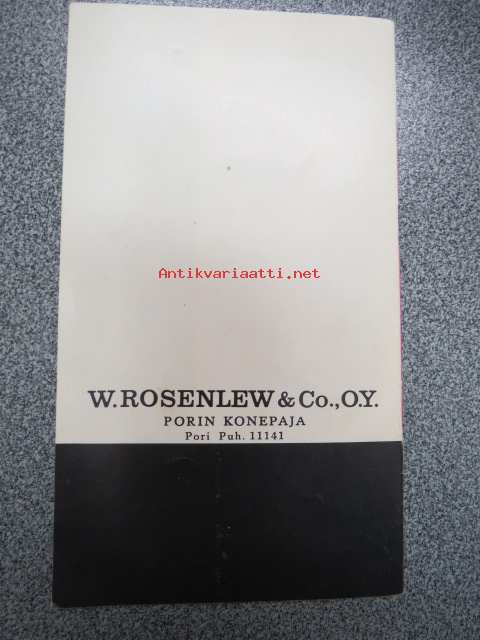 Antikvariaatti.net
W. ROSENLEW & Co., O.Y.
PORIN KONEPAJA
Pori Puh. 11141